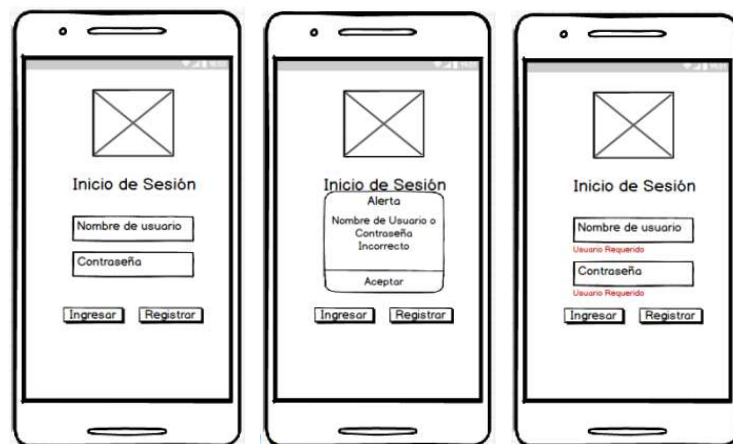 Inicio de Sesión
Nombre de usuario
Contraseña
Ingresar Registrar
Inicio de Sesión
Alerta
Nombre de Usuario o
Contraseña
Incorrecto
Aceptar
Ingresar Registrar
Inicio de Sesión
Nombre de usuario
Usuario Requerido
Contraseña
Usuario Requerido
Ingresar Registrar